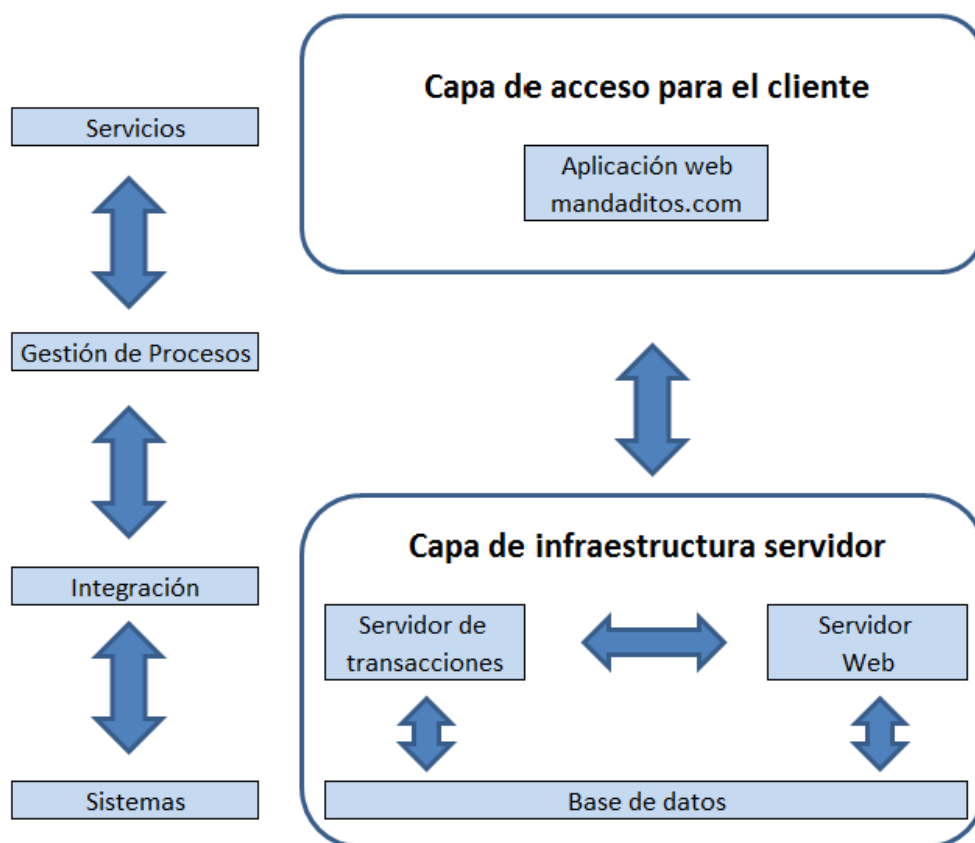 Servicios
Gestión de Procesos
Integración
Sistemas
Capa de acceso para el cliente
Aplicación web
mandaditos.com
Capa de infraestructura servidor
Servidor de
transacciones
Servidor
Web
Base de datos